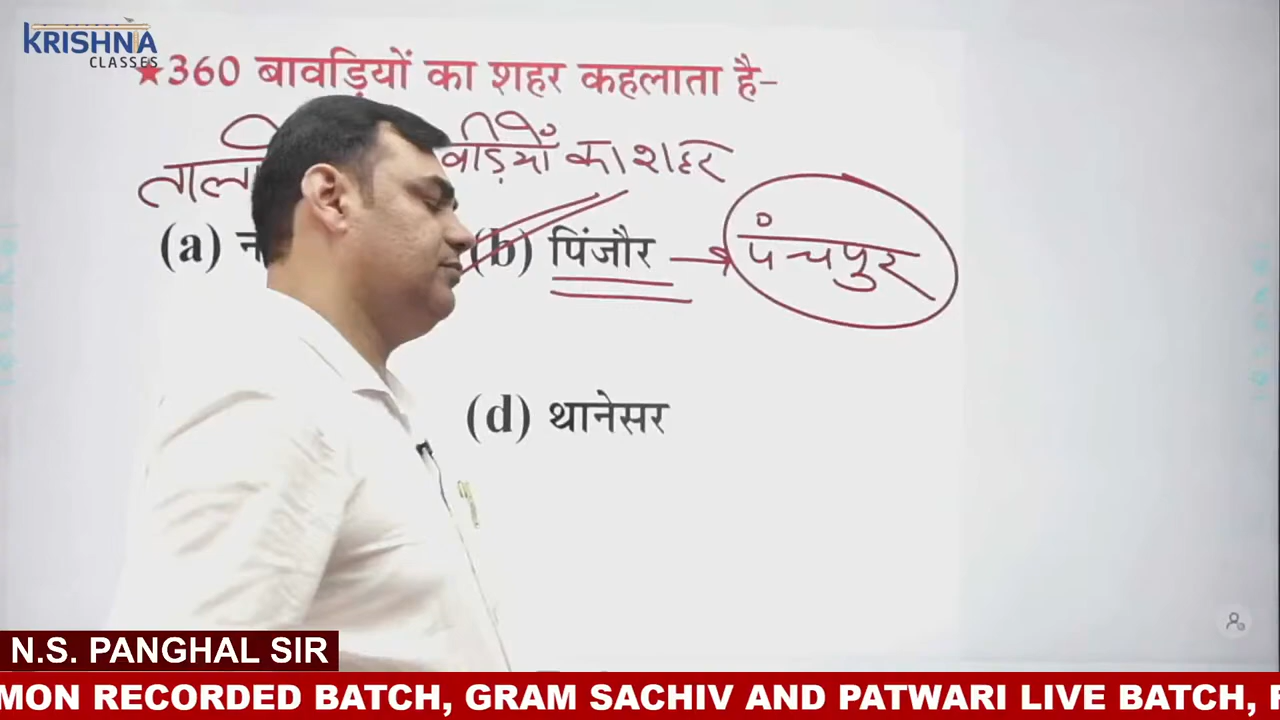 KRISHNA
CLASSES
★360 बावड़ियों का शहर कहलाता है-
का शहर
(a)
(b) पिंजौर → पंचपुर
(d) थानेसर
N.S. PANGHAL SIR
MON RECORDED BATCH, GRAM SACHIV AND PATWARI LIVE BATCH,